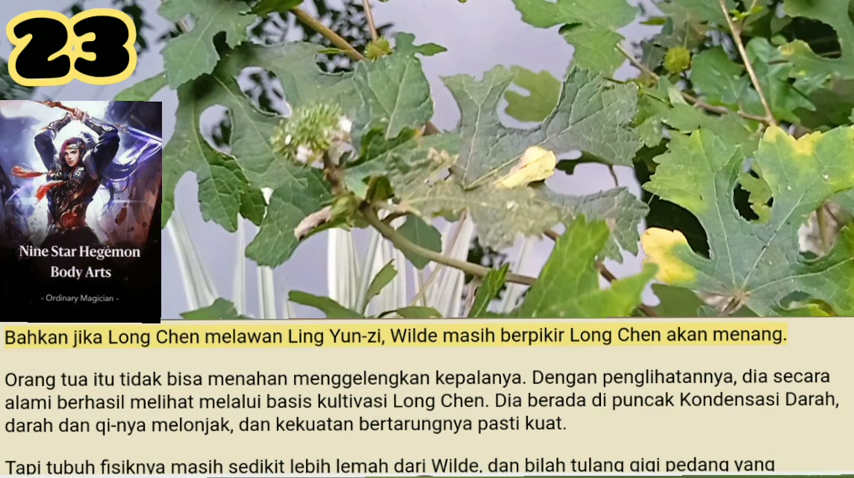 23
Nine Star Hegemon
Body Arts
- Ordinary Magician -
Bahkan jika Long Chen melawan Ling Yun-zi, Wilde masih berpikir Long Chen akan menang.
Orang tua itu tidak bisa menahan menggelengkan kepalanya. Dengan penglihatannya, dia secara
alami berhasil melihat melalui basis kultivasi Long Chen. Dia berada di puncak Kondensasi Darah,
darah dan qi-nya melonjak, dan kekuatan bertarungnya pasti kuat.
Tapi tubuh fisiknya masih sedikit lebih lemah dari Wilde, dan bilah tulang gigi pedang yang